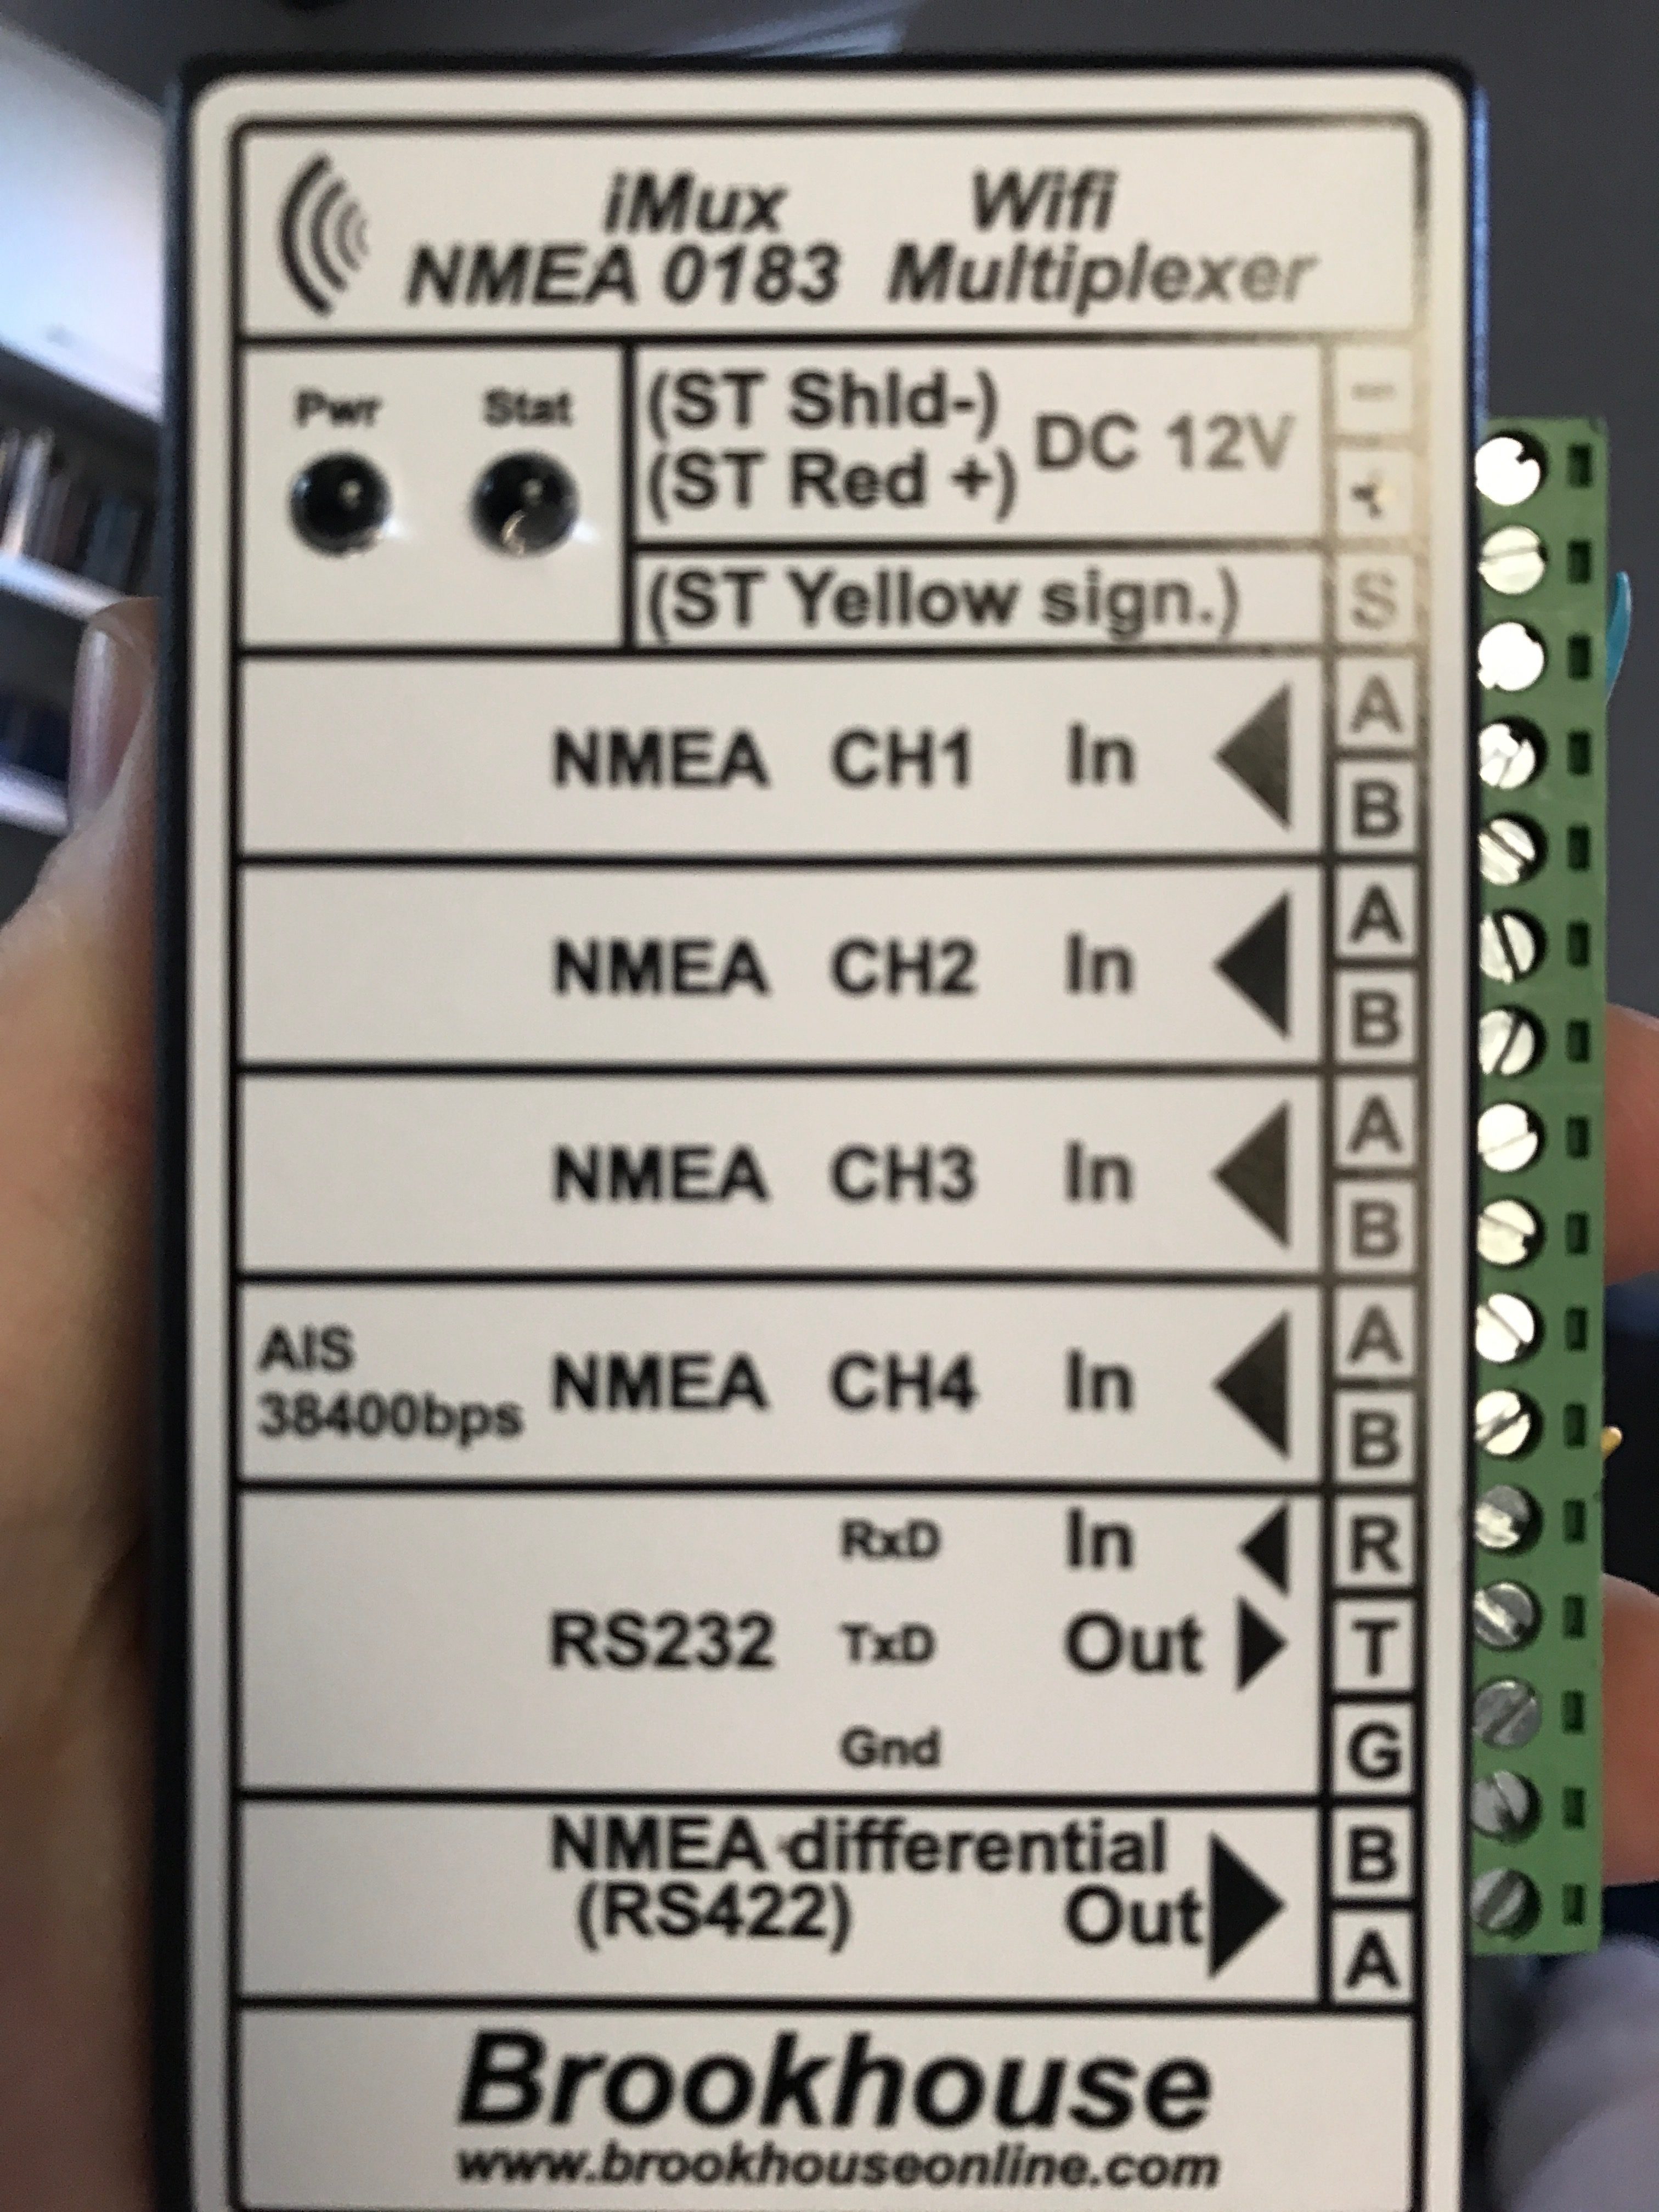 iMux Wifi
NMEA 0183 Multiplexer
Pwr Stat
(ST Shld-) DC 12V -
(ST Red +) +
(ST Yellow sign.) S
A
NMEA CH1 In
B
A
NMEA CH2 In
B
A
NMEA CH3 In
B
AIS A
38400bps NMEA CH4 In
B
RxD In R
RS232 TxD Out T
Gnd G
NMEA differential B
(RS422) Out
A
Brookhouse
www.brookhouseonline.com